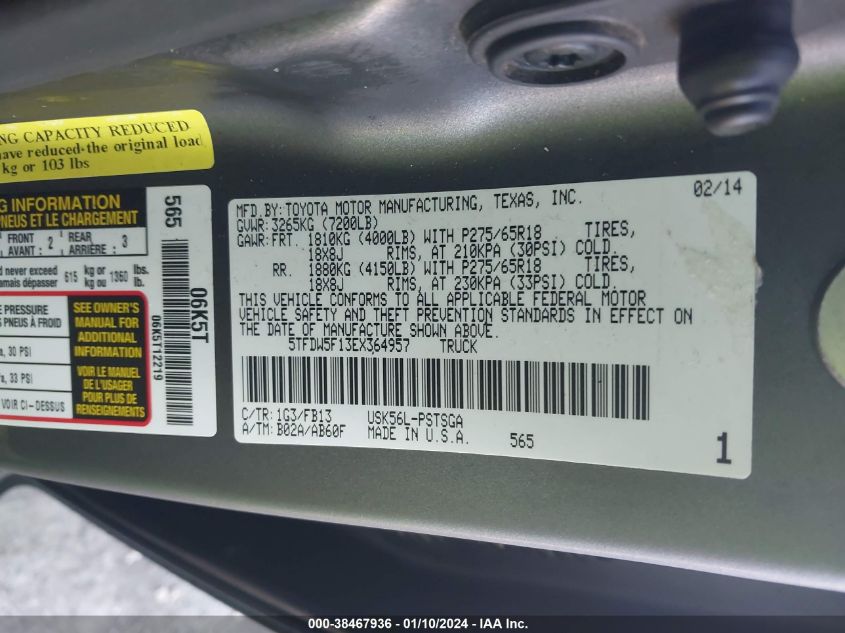 NG CAPACITY REDUCED
have reduced the original load
kg or 103 lbs
G INFORMATION
PNEUS ET LE CHARGEMENT
FRONT AVANT : 2 REAR ARRIÈRE : 3
d never exceed 615 kg or 1360 lbs.
jamais dépasser kg ou lb.
E PRESSURE
PNEUS À FROID
a, 30 PSI
a, 33 PSI
VOIR CI-DESSUS
SEE OWNER'S
MANUAL FOR
ADDITIONAL
INFORMATION
VOIR LE MANUEL
DE L'USAGER
POUR PLUS DE
RENSEIGNEMENTS
565
06K5T
06K5T12219
MFD.BY:TOYOTA MOTOR MANUFACTURING, TEXAS, INC. 02/14
GVWR:3265KG (7200LB)
GAWR:FRT. 1810KG (4000LB) WITH P275/65R18 TIRES,
18X8J RIMS, AT 210KPA (30PSI) COLD.
RR. 1880KG (4150LB) WITH P275/65R18 TIRES,
18X8J RIMS, AT 230KPA (33PSI) COLD.
THIS VEHICLE CONFORMS TO ALL APPLICABLE FEDERAL MOTOR
VEHICLE SAFETY AND THEFT PREVENTION STANDARDS IN EFFECT ON
THE DATE OF MANUFACTURE SHOWN ABOVE.
5TFDW5F13EX364957 TRUCK
C/TR:1G3/FB13 USK56L-PSTSGA
A/TM:B02A/AB60F MADE IN U.S.A. 565
1
000-38467936 - 01/10/2024 - IAA Inc.